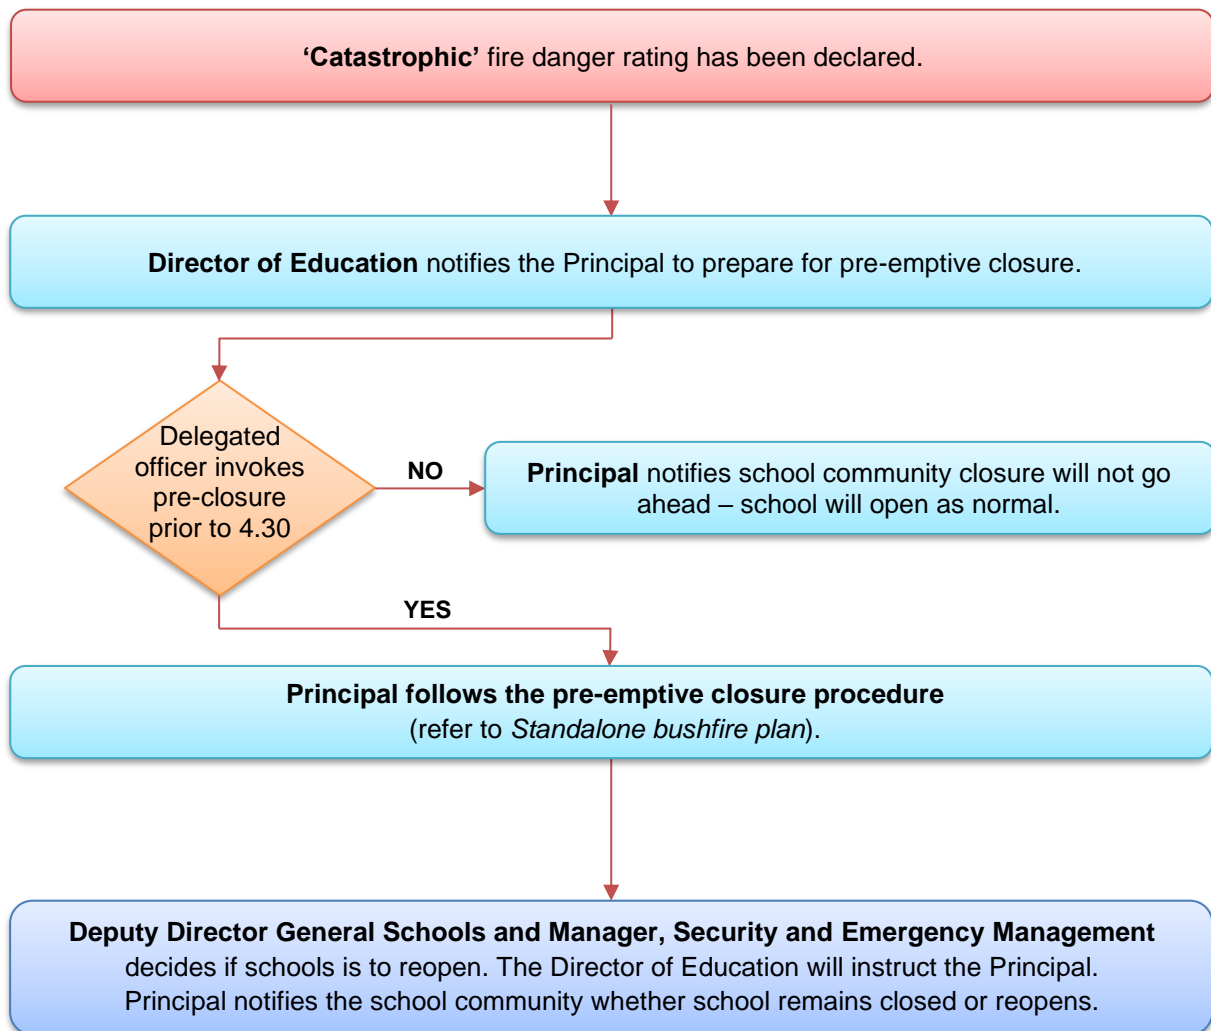 ‘Catastrophic’ fire danger rating has been declared.
Director of Education notifies the Principal to prepare for pre-emptive closure.
Delegated
officer invokes
pre-closure
prior to 4.30
NO
Principal notifies school community closure will not go
ahead – school will open as normal.
YES
Principal follows the pre-emptive closure procedure
(refer to Standalone bushfire plan).
Deputy Director General Schools and Manager, Security and Emergency Management
decides if schools is to reopen. The Director of Education will instruct the Principal.
Principal notifies the school community whether school remains closed or reopens.